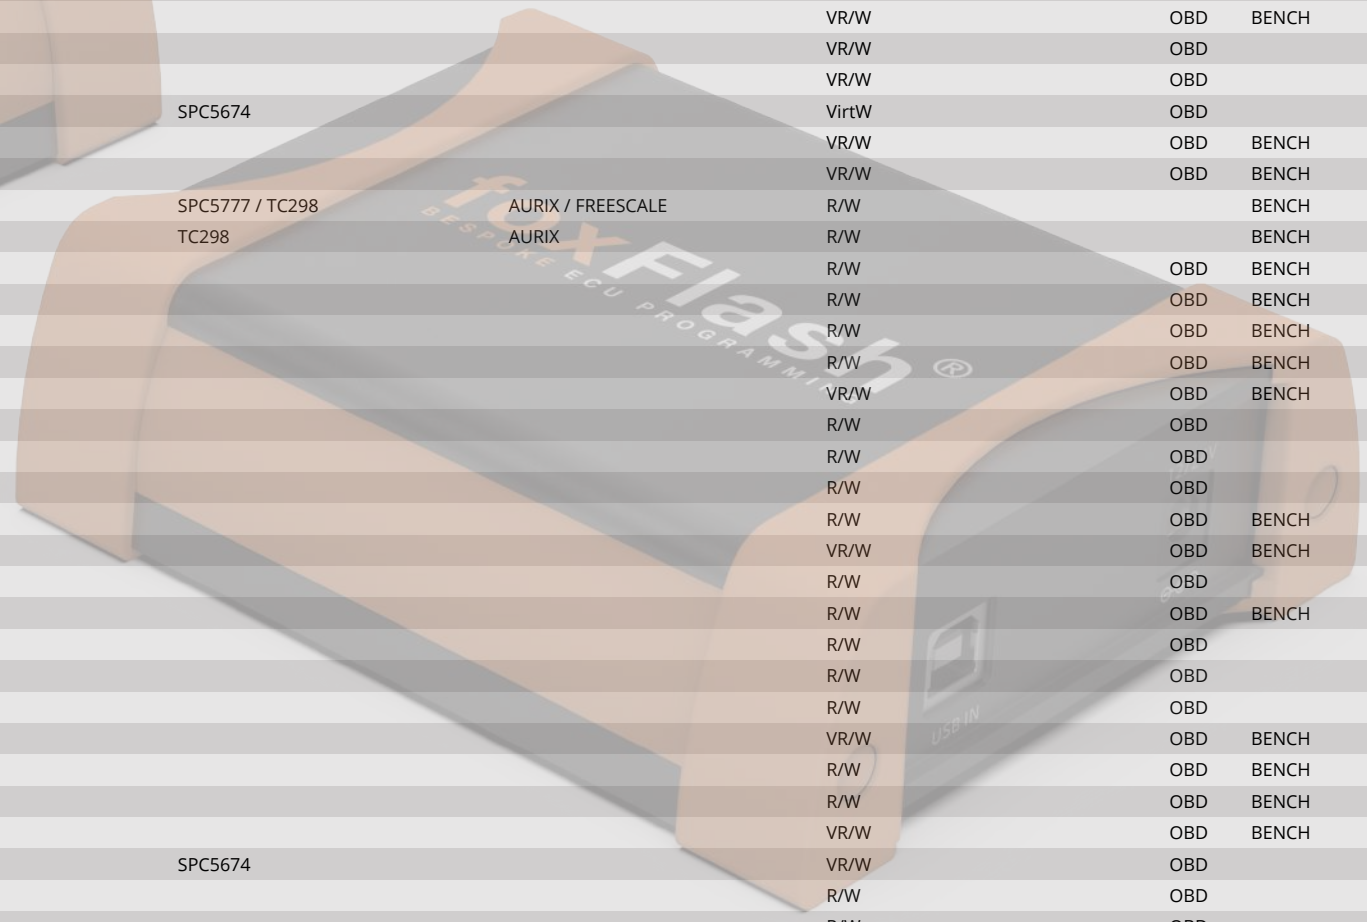 VR/W OBD BENCH
VR/W OBD
VR/W OBD
SPC5674 VirtW OBD
VR/W OBD BENCH
VR/W OBD BENCH
SPC5777 / TC298 AURIX / FREESCALE R/W BENCH
TC298 AURIX R/W BENCH
R/W OBD BENCH
R/W OBD BENCH
R/W OBD BENCH
R/W OBD BENCH
VR/W OBD BENCH
R/W OBD
R/W OBD
R/W OBD
R/W OBD BENCH
VR/W OBD BENCH
R/W OBD
R/W OBD BENCH
R/W OBD
R/W OBD
R/W OBD
VR/W OBD BENCH
R/W OBD BENCH
R/W OBD BENCH
VR/W OBD BENCH
SPC5674 VR/W OBD
R/W OBD
R/W OBD
foxFlash ®
BESPOKE ECU PROGRAMMING
USB IN